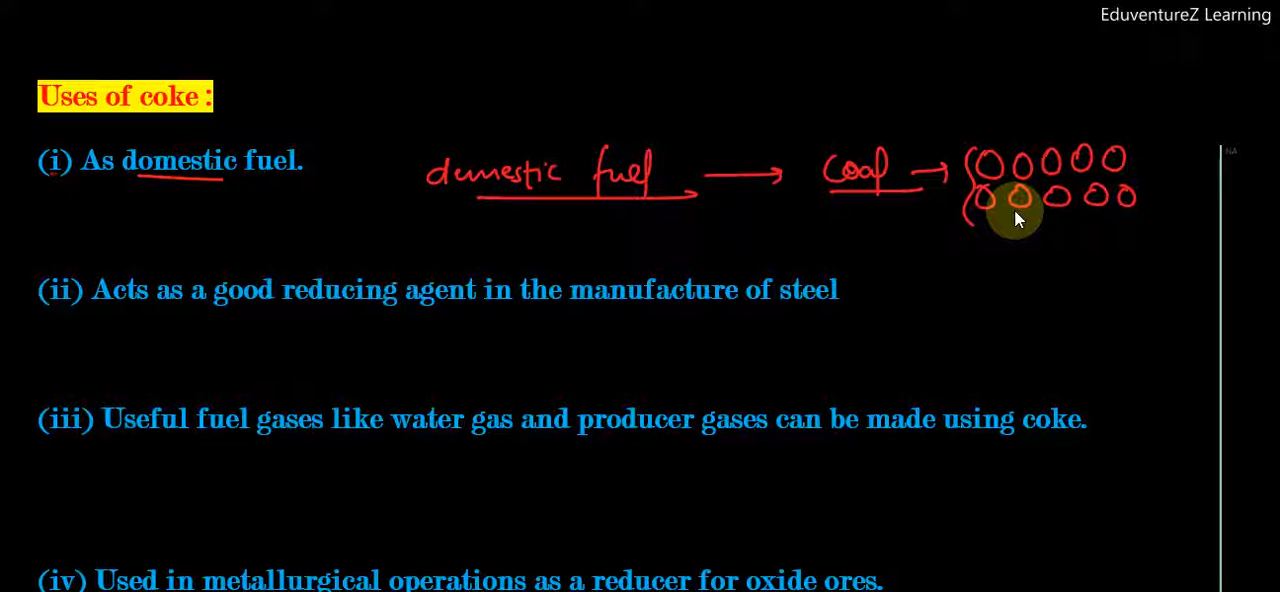 EduventureZ Learning
Uses of coke :
(i) As domestic fuel.
domestic fuel → coal →
NA
(ii) Acts as a good reducing agent in the manufacture of steel
(iii) Useful fuel gases like water gas and producer gases can be made using coke.
(iv) Used in metallurgical operations as a reducer for oxide ores.